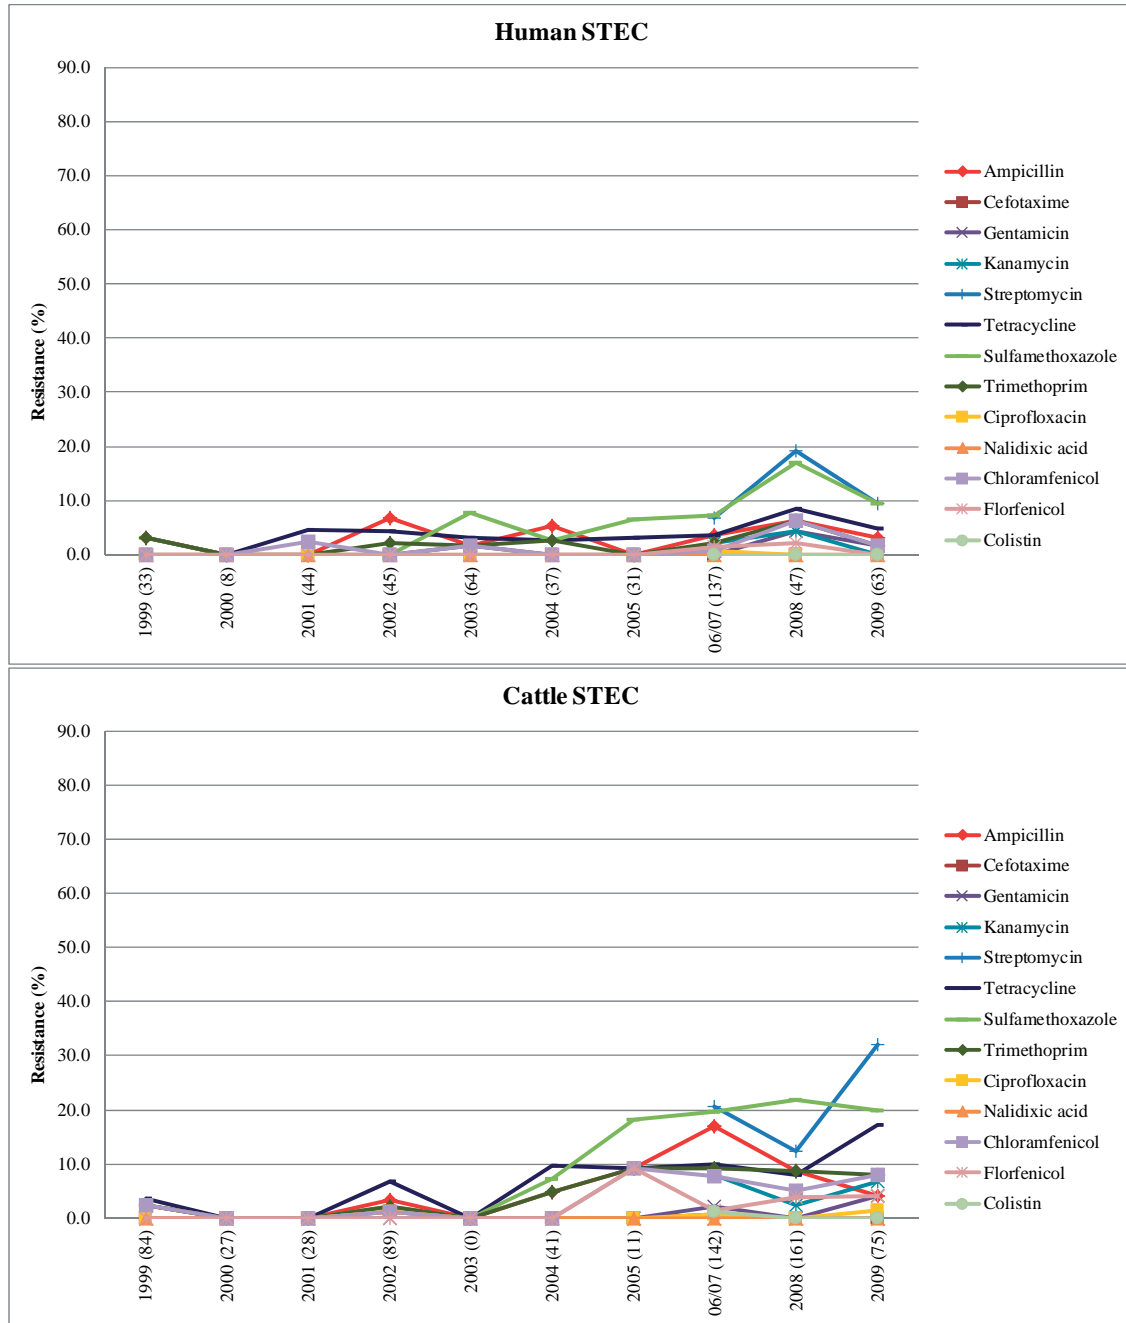 Human STEC
90.0
80.0
70.0
60.0
50.0
40.0
30.0
20.0
10.0
0.0
Resistance (%)
1999 (33)
2000 (8)
2001 (44)
2002 (45)
2003 (64)
2004 (37)
2005 (31)
06/07 (137)
2008 (47)
2009 (63)
Ampicillin
Cefotaxime
Gentamicin
Kanamycin
Streptomycin
Tetracycline
Sulfamethoxazole
Trimethoprim
Ciprofloxacin
Nalidixic acid
Chloramfenicol
Florfenicol
Colistin
Cattle STEC
90.0
80.0
70.0
60.0
50.0
40.0
30.0
20.0
10.0
0.0
Resistance (%)
1999 (84)
2000 (27)
2001 (28)
2002 (89)
2003 (0)
2004 (41)
2005 (11)
06/07 (142)
2008 (161)
2009 (75)
Ampicillin
Cefotaxime
Gentamicin
Kanamycin
Streptomycin
Tetracycline
Sulfamethoxazole
Trimethoprim
Ciprofloxacin
Nalidixic acid
Chloramfenicol
Florfenicol
Colistin